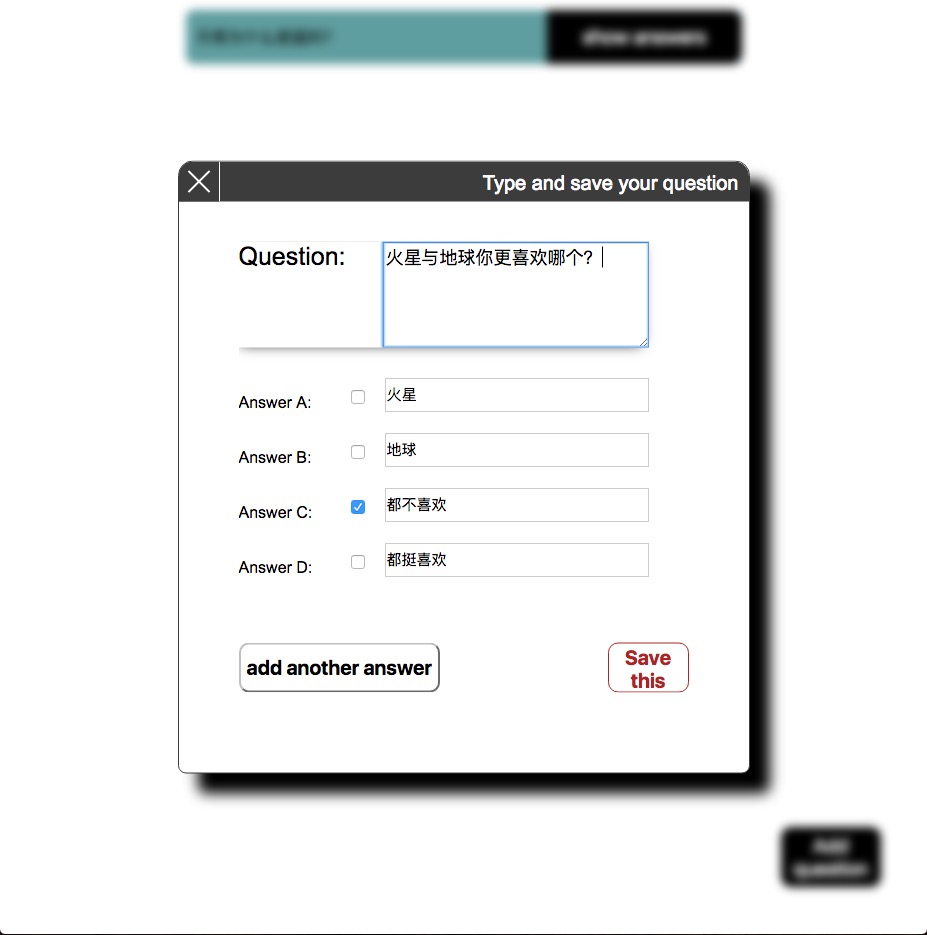 show answers
Type and save your question
Question:
火星与地球你更喜欢哪个？
Answer A:
火星
Answer B:
地球
Answer C:
都不喜欢
Answer D:
都挺喜欢
add another answer
Save
this
Add
question